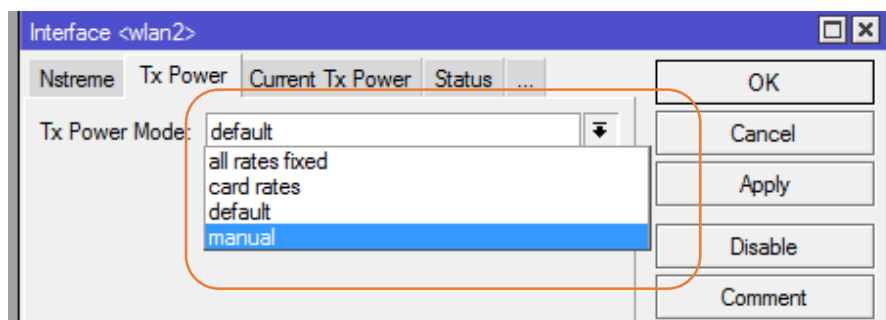 Interface <wlan2>
Nstreme Tx Power Current Tx Power Status ...
OK
Tx Power Mode: default
Cancel
all rates fixed
card rates
Apply
default
manual
Disable
Comment